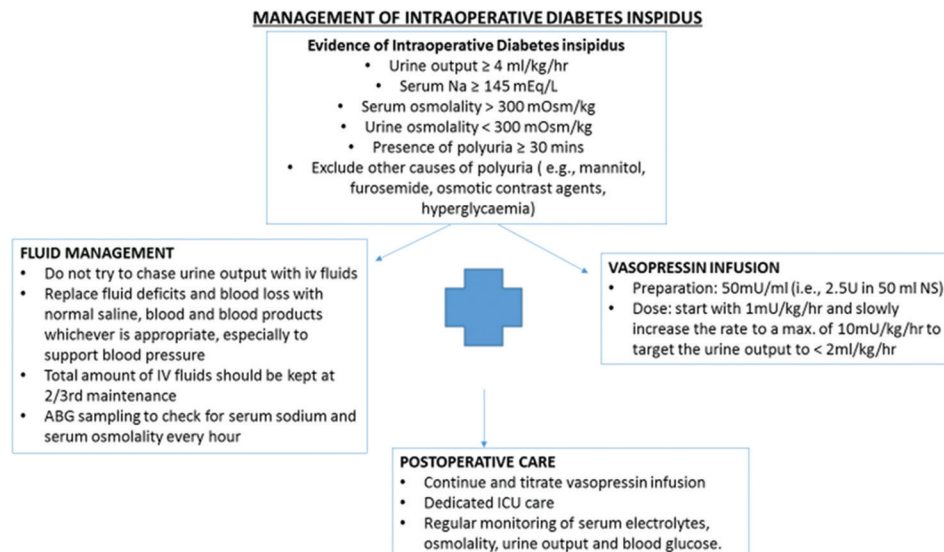 MANAGEMENT OF INTRAOPERATIVE DIABETES INSPIDUS
Evidence of Intraoperative Diabetes insipidus
• Urine output ≥ 4 ml/kg/hr
• Serum Na ≥ 145 mEq/L
• Serum osmolality > 300 mOsm/kg
• Urine osmolality < 300 mOsm/kg
• Presence of polyuria ≥ 30 mins
• Exclude other causes of polyuria ( e.g., mannitol,
furosemide, osmotic contrast agents,
hyperglycaemia)
FLUID MANAGEMENT
• Do not try to chase urine output with iv fluids
• Replace fluid deficits and blood loss with
normal saline, blood and blood products
whichever is appropriate, especially to
support blood pressure
• Total amount of IV fluids should be kept at
2/3rd maintenance
• ABG sampling to check for serum sodium and
serum osmolality every hour
VASOPRESSIN INFUSION
• Preparation: 50mU/ml (i.e., 2.5U in 50 ml NS)
• Dose: start with 1mU/kg/hr and slowly
increase the rate to a max. of 10mU/kg/hr to
target the urine output to < 2ml/kg/hr
POSTOPERATIVE CARE
• Continue and titrate vasopressin infusion
• Dedicated ICU care
• Regular monitoring of serum electrolytes,
osmolality, urine output and blood glucose.